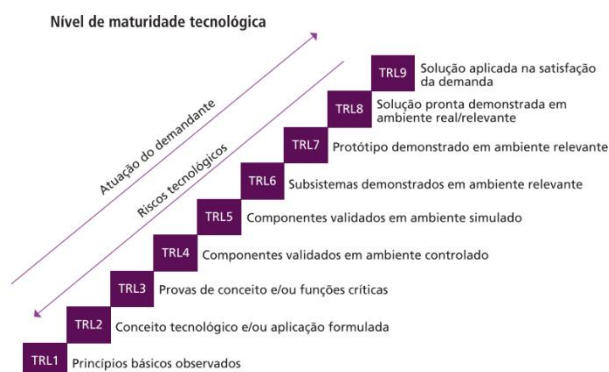 Nível de maturidade tecnológica
Atuação do demandante
Riscos tecnológicos
TRL9 Solução aplicada na satisfação
da demanda
TRL8 Solução pronta demonstrada em
ambiente real/relevante
TRL7 Protótipo demonstrado em ambiente relevante
TRL6 Subsistemas demonstrados em ambiente relevante
TRL5 Componentes validados em ambiente simulado
TRL4 Componentes validados em ambiente controlado
TRL3 Provas de conceito e/ou funções críticas
TRL2 Conceito tecnológico e/ou aplicação formulada
TRL1 Princípios básicos observados